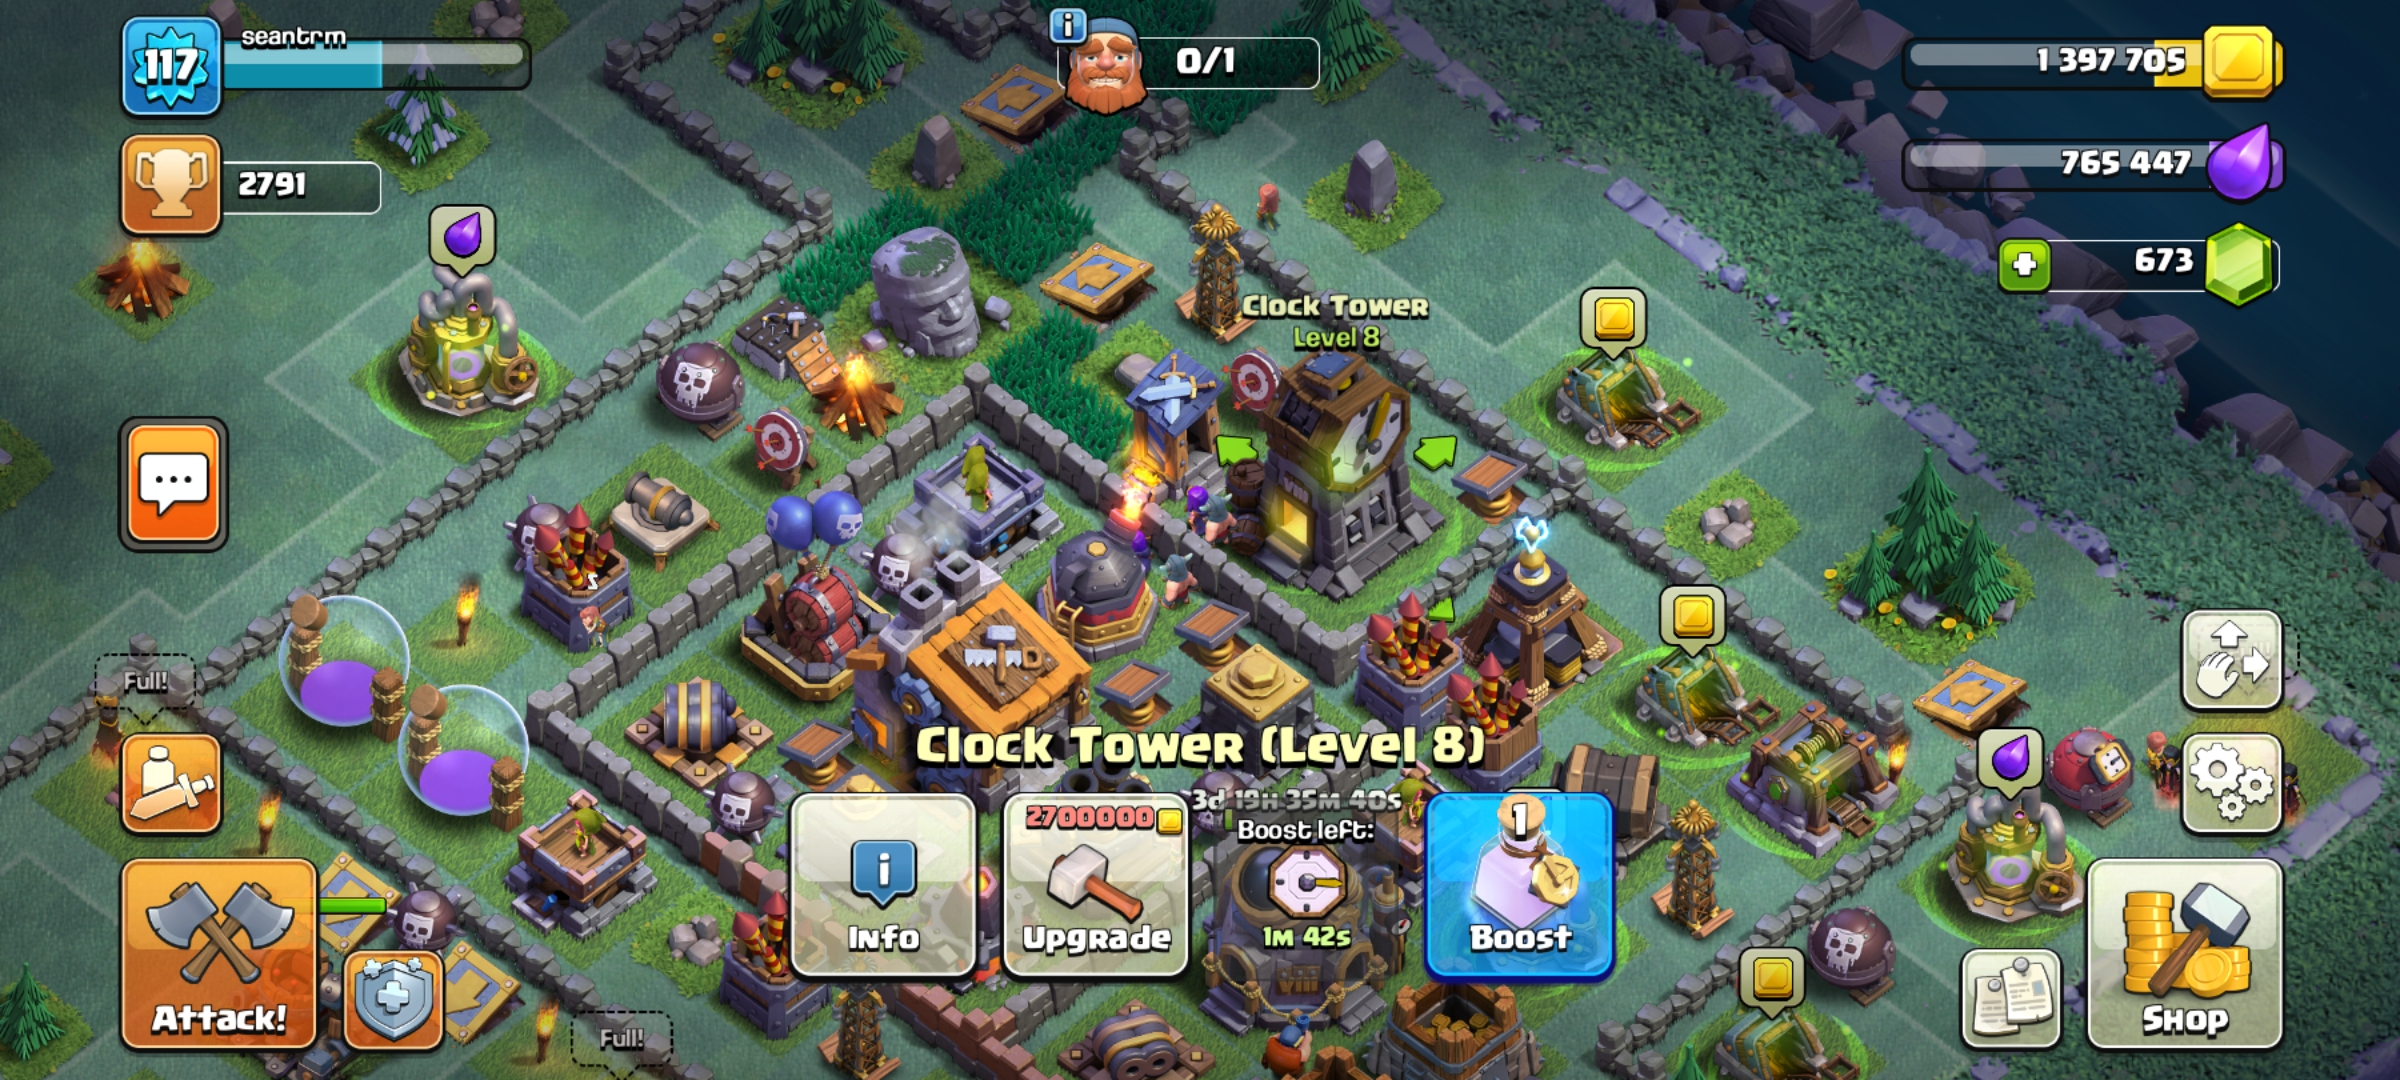 117
seantrm
0/1
1 397 705
2791
765 447
673
Clock Tower
Level 8
Full!
Clock Tower (Level 8)
3d 19H 35M 40s
2700000
Boost left:
1
1M 42s
Info
Upgrade
Boost
VIII
Attack!
Shop
Full!